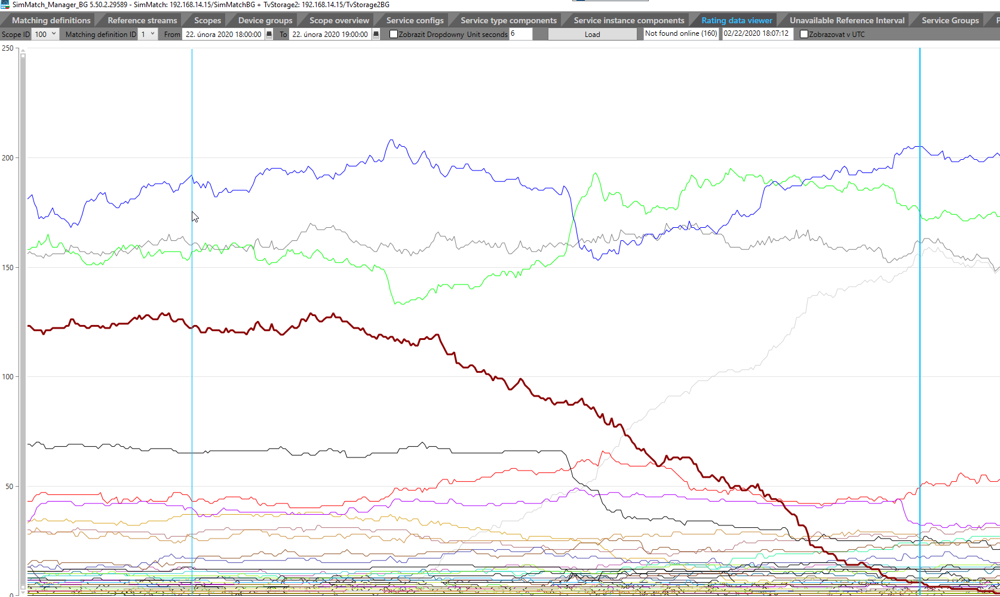 SimMatch_Manager_BG 5.50.2.29589 - SimMatch: 192.168.14.15/SimMatchBG + TvStorage2: 192.168.14.15/TvStorage2BG
Matching definitions Reference streams Scopes Device groups Scope overview Service configs Service type components Service instance components Rating data viewer Unavailable Reference Interval Service Groups P
Scope ID 100 Matching definition ID 1 From 22. února 2020 18:00:00 To 22. února 2020 19:00:00 Zobrazit Dropdowny Unit seconds 6 Load Not found online (160) 02/22/2020 18:07:12 Zobrazovat v UTC
250
200
150
100
50
0